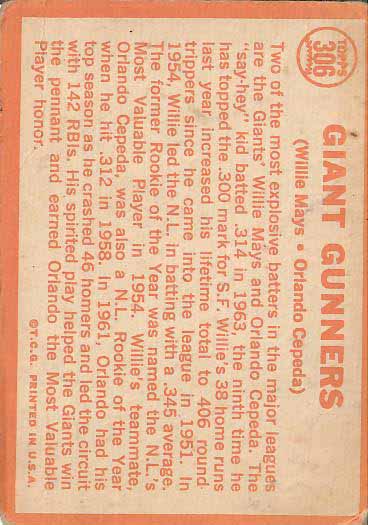 TOPPS
306
GIANT GUNNERS
(Willie Mays • Orlando Cepeda)
Two of the most explosive batters in the major leagues
are the Giants' Willie Mays and Orlando Cepeda. The
"say-hey" kid batted .314 in 1963, the ninth time he
has topped the .300 mark for S.F. Willie's 38 home runs
last year increased his lifetime total to 406 round
trippers since he came into the league in 1951. In
1954, Willie led the N.L. in batting with a .345 average.
The former Rookie of the Year was named the N.L.'s
Most Valuable Player in 1954. Willie's teammate,
Orlando Cepeda, was also a N.L. Rookie of the Year
when he hit .312 in 1958. In 1961, Orlando had his
top season as he crashed 46 homers and led the circuit
with 142 RBIs. His spirited play helped the Giants win
the pennant and earned Orlando the Most Valuable
Player honor.
©T.C.G. PRINTED IN U.S.A.